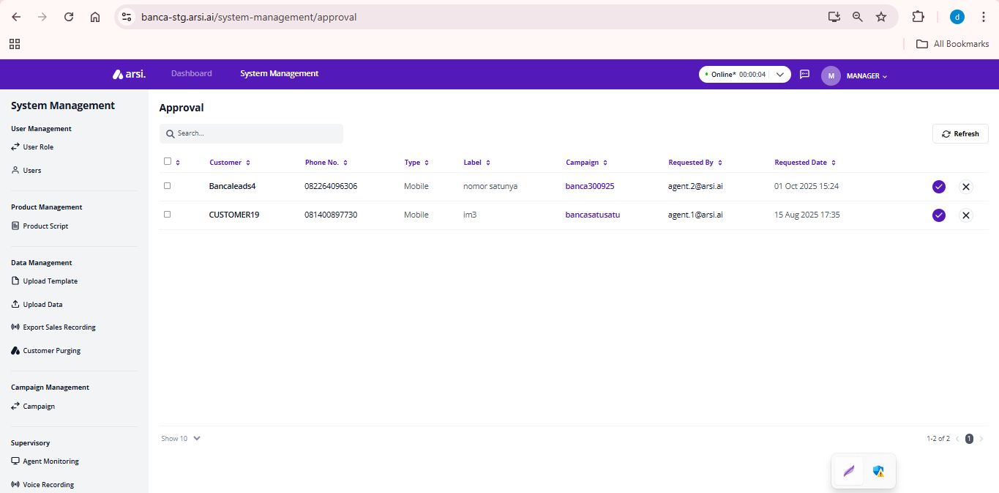 banca-stg.arsi.ai/system-management/approval
d
All Bookmarks
arsi. Dashboard System Management Online* 00:00:04 M MANAGER
System Management
User Management
User Role
Users
Product Management
Product Script
Data Management
Upload Template
Upload Data
Export Sales Recording
Customer Purging
Campaign Management
Campaign
Supervisory
Agent Monitoring
Voice Recording
Approval
Search...
Refresh
Customer Phone No. Type Label Campaign Requested By Requested Date
Bancaleads4 082264096306 Mobile nomor satunya banca300925 agent.2@arsi.ai 01 Oct 2025 15:24
CUSTOMER19 081400897730 Mobile im3 bancasatusatu agent.1@arsi.ai 15 Aug 2025 17:35
Show 10
1-2 of 2 1